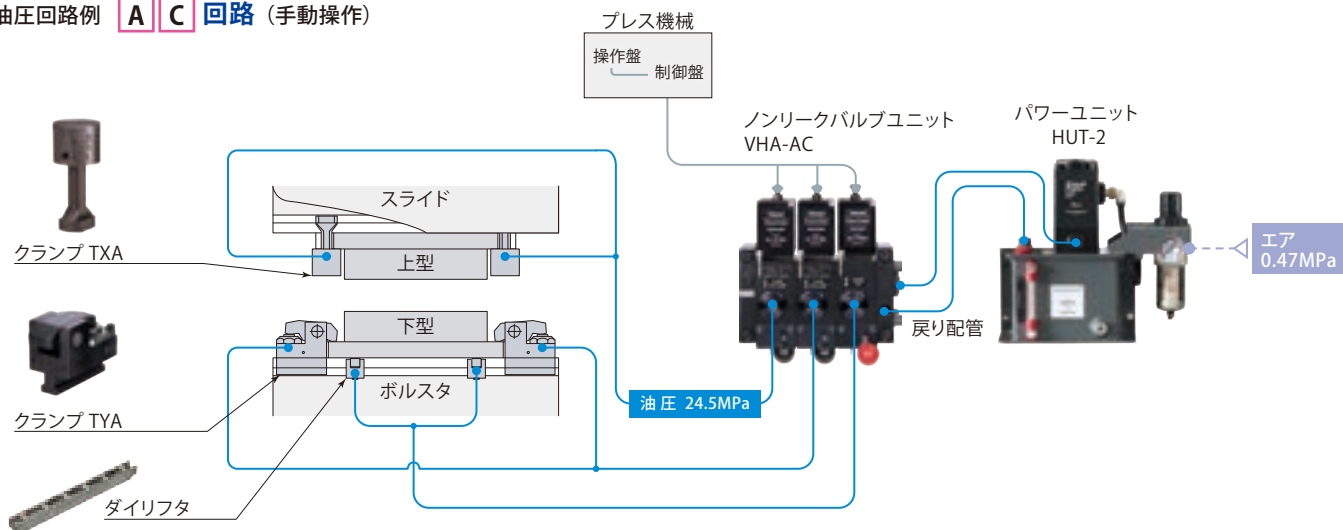 油圧回路例 A C 回路（手動操作）
プレス機械
操作盤
制御盤
ノンリークバルブユニット
VHA-AC
パワーユニット
HUT-2
エア
0.47MPa
スライド
クランプ TXA
上型
下型
戻り配管
ボルスタ
油圧 24.5MPa
クランプ TYA
ダイリフタ